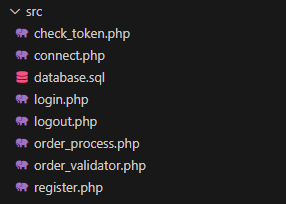 src
check_token.php
connect.php
database.sql
login.php
logout.php
order_process.php
order_validator.php
register.php